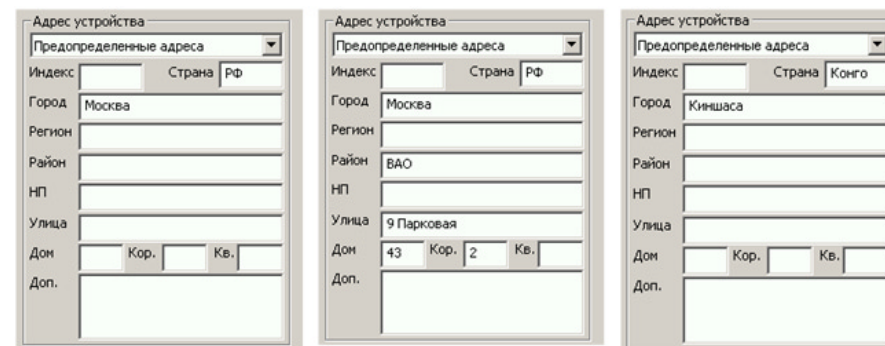 Адрес устройства
Предопределенные адреса
Индекс Страна РФ
Город Москва
Регион
Район
НП
Улица
Дом Кор. Кв.
Доп.
Адрес устройства
Предопределенные адреса
Индекс Страна РФ
Город Москва
Регион
Район ВАО
НП
Улица 9 Парковая
Дом 43 Кор. 2 Кв.
Доп.
Адрес устройства
Предопределенные адреса
Индекс Страна Конго
Город Киншаса
Регион
Район
НП
Улица
Дом Кор. Кв.
Доп.